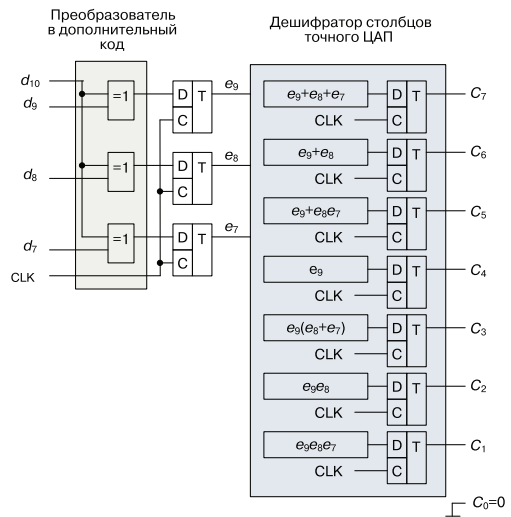 Преобразователь
в дополнительный
код
Дешифратор столбцов
точного ЦАП
d10
d9
=1
D T
C
e9
e9+e8+e7
D T
CLK
C
C7
d8
=1
D T
C
e8
e9+e8
D T
CLK
C
C6
d7
=1
D T
C
e7
e9+e8e7
D T
CLK
C
C5
CLK
e9
D T
CLK
C
C4
e9(e8+e7)
D T
CLK
C
C3
e9e8
D T
CLK
C
C2
e9e8e7
D T
CLK
C
C1
C0=0